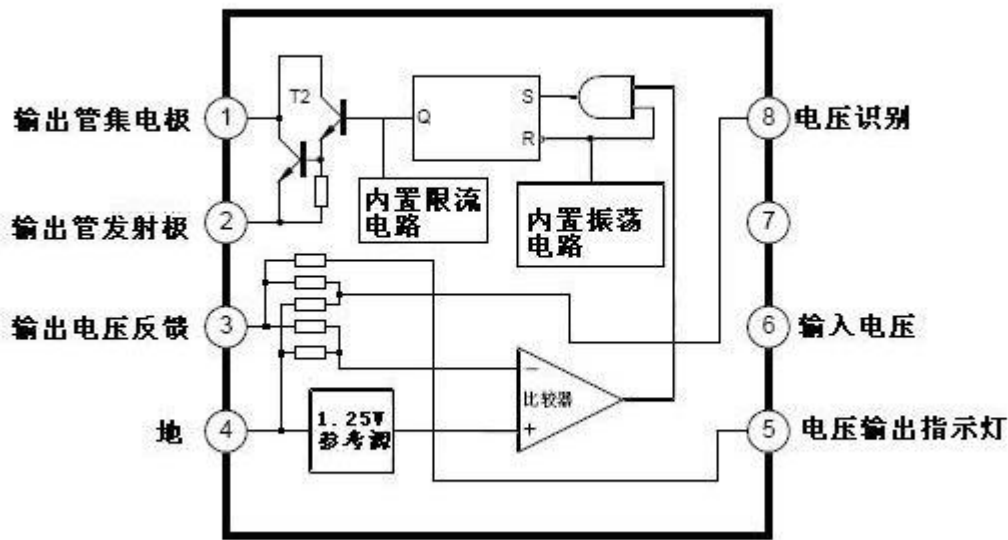 输出管集电极
1
T2
Q
S
R
8
电压识别
内置限流
电路
内置振荡
电路
输出管发射极
2
7
输出电压反馈
3
6
输入电压
比较器
−
+
地
4
1.25V
参考源
5
电压输出指示灯